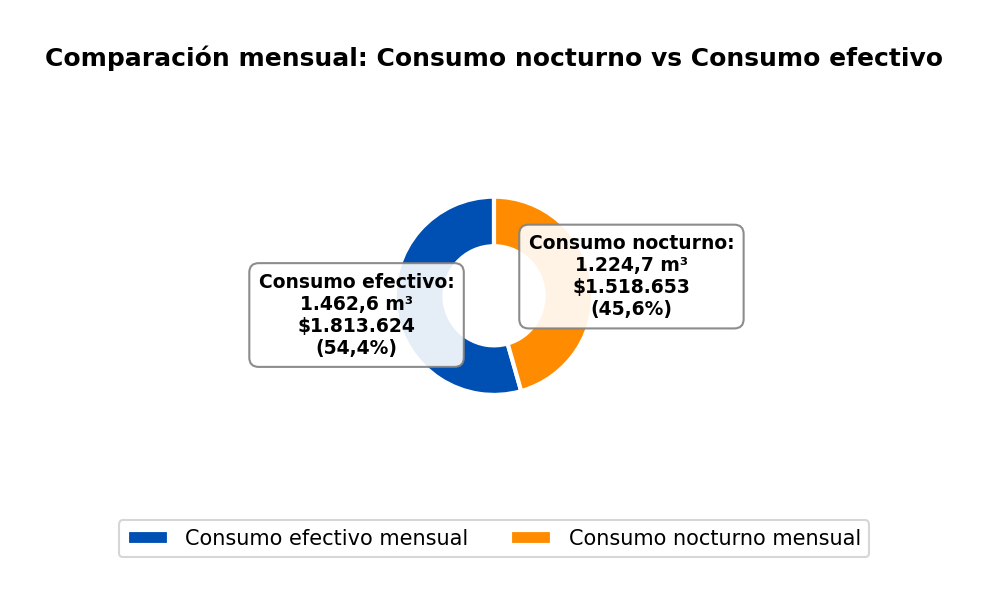 Comparación mensual: Consumo nocturno vs Consumo efectivo
Consumo nocturno:
1.224,7 m³
$1.518.653
(45,6%)
Consumo efectivo:
1.462,6 m³
$1.813.624
(54,4%)
Consumo efectivo mensual
Consumo nocturno mensual